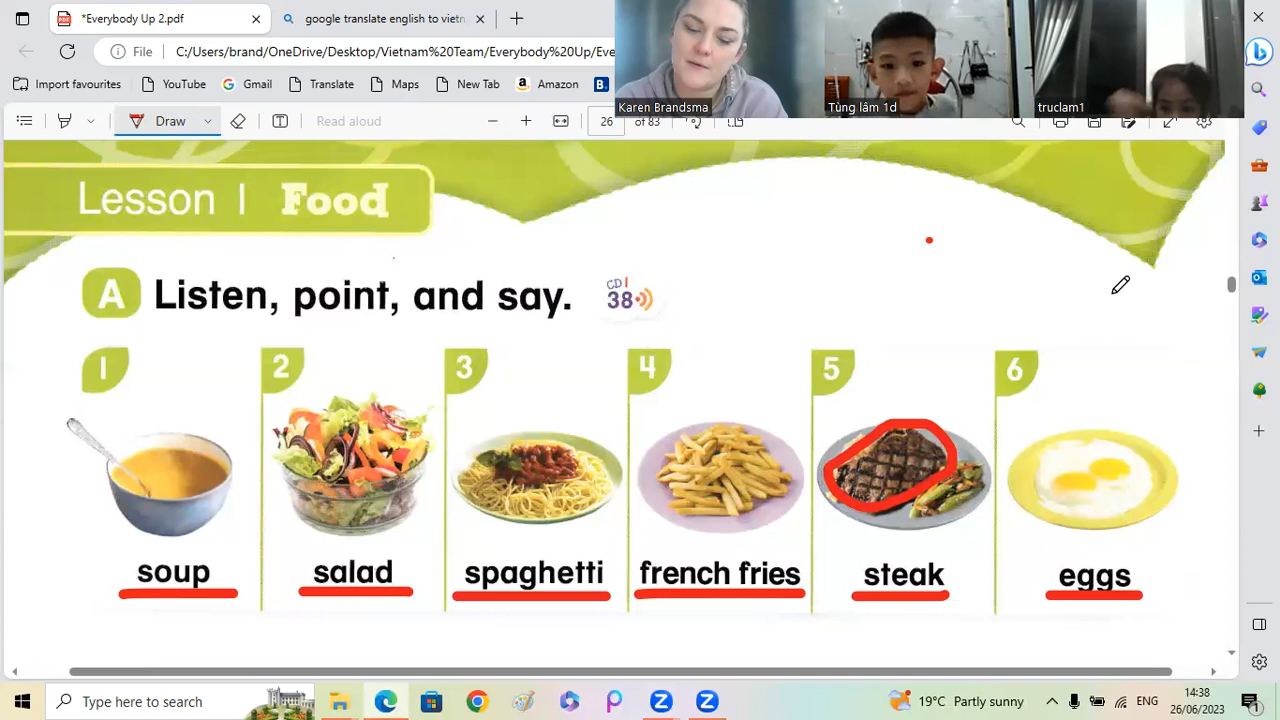 *Everybody Up 2.pdf
google translate english to vietn
File
C:/Users/brand/OneDrive/Desktop/Vietnam%20Team/Everybody%20Up/Eve
Import favourites
YouTube
Gmail
Translate
Maps
New Tab
Amazon
B.
Karen Brandsma
Tùng lâm 1d
truclam1
Draw
Read aloud
26
of 83
Lesson 1 Food
A Listen, point, and say.
CD1
38
1
2
3
4
5
6
soup
salad
spaghetti
french fries
steak
eggs
Type here to search
19°C Partly sunny
ENG
14:38
26/06/2023
1